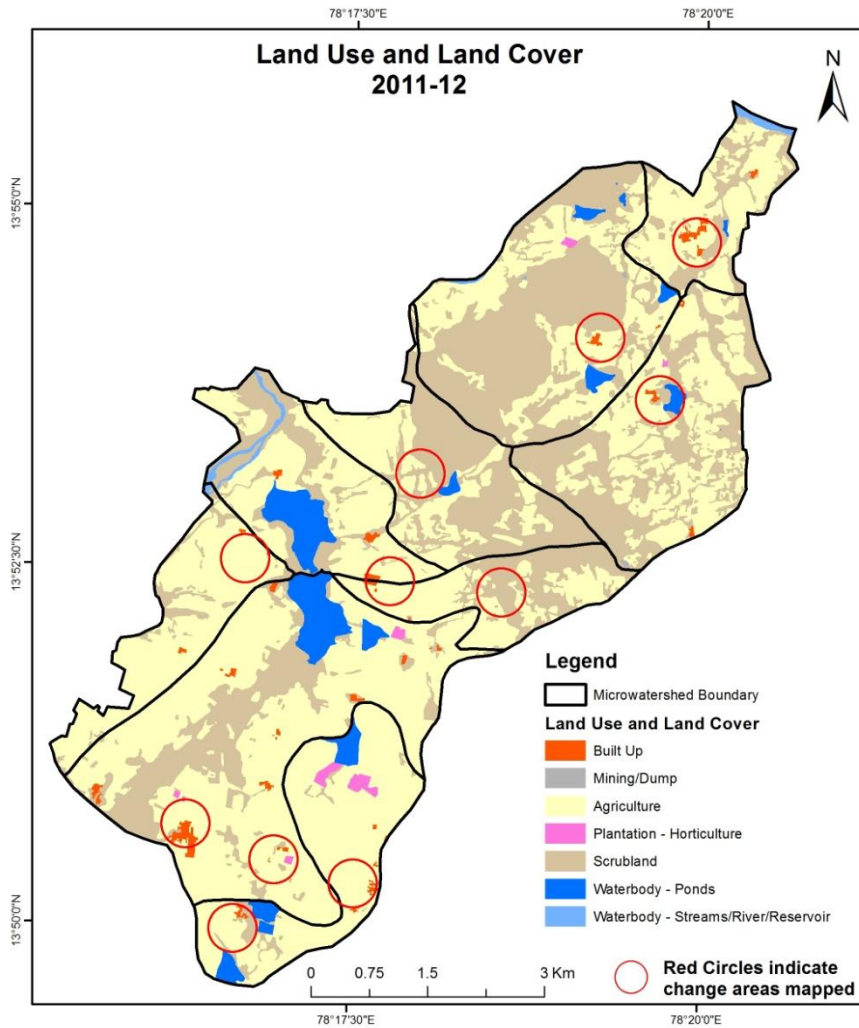 78°17'30"E
78°20'0"E
Land Use and Land Cover
2011-12
N
13°55'0"N
13°52'30"N
13°50'0"N
Legend
Microwatershed Boundary
Land Use and Land Cover
Built Up
Mining/Dump
Agriculture
Plantation - Horticulture
Scrubland
Waterbody - Ponds
Waterbody - Streams/River/Reservoir
Red Circles indicate
change areas mapped
0 0.75 1.5 3 Km
78°17'30"E
78°20'0"E